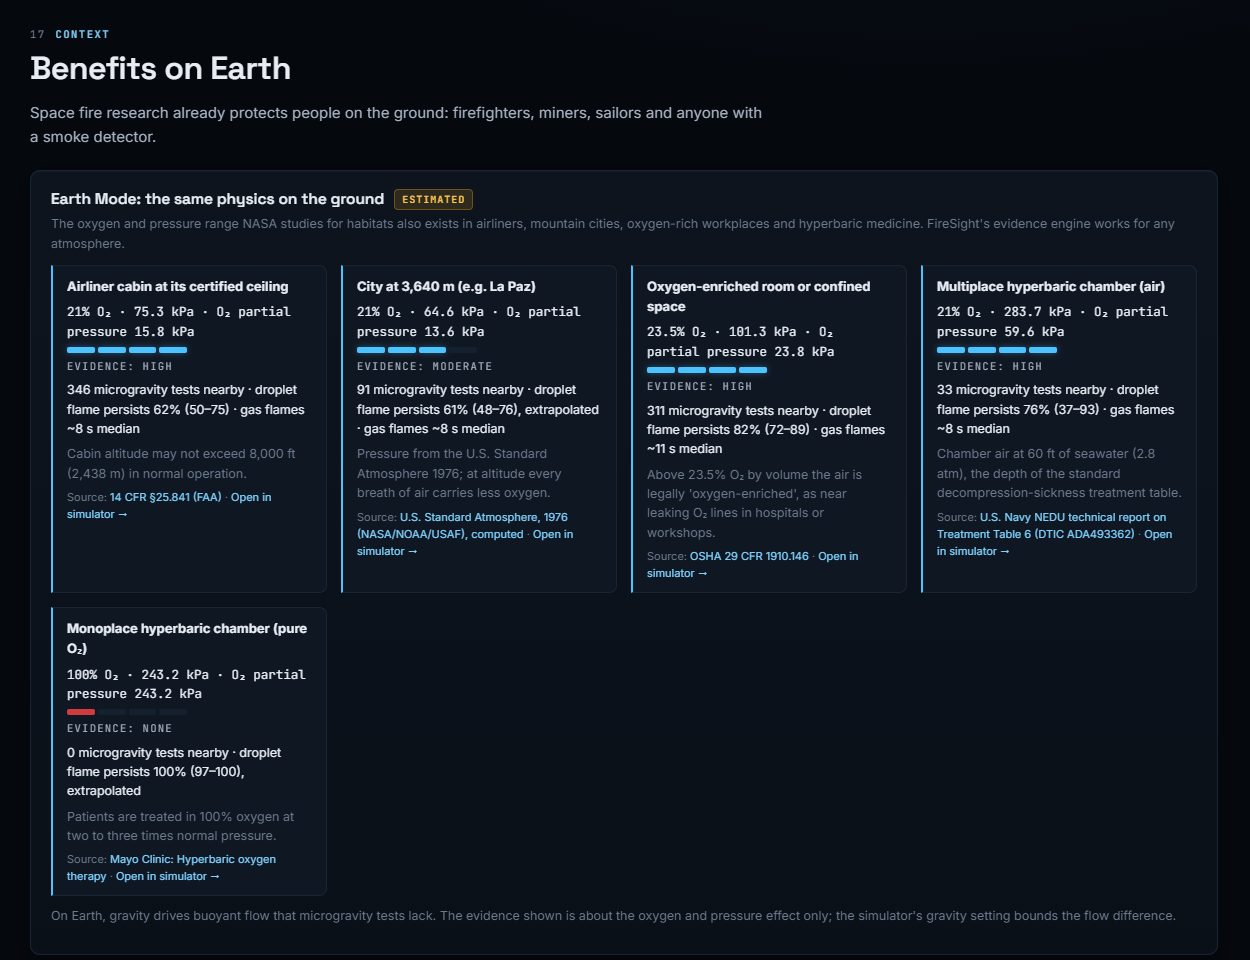 17 CONTEXT
Benefits on Earth
Space fire research already protects people on the ground: firefighters, miners, sailors and anyone with
a smoke detector.
Earth Mode: the same physics on the ground ESTIMATED
The oxygen and pressure range NASA studies for habitats also exists in airliners, mountain cities, oxygen-rich workplaces and hyperbaric medicine. FireSight's evidence engine works for any
atmosphere.
Airliner cabin at its certified ceiling
21% O₂ · 75.3 kPa · O₂ partial
pressure 15.8 kPa
EVIDENCE: HIGH
346 microgravity tests nearby · droplet
flame persists 62% (50–75) · gas flames
~8 s median
Cabin altitude may not exceed 8,000 ft
(2,438 m) in normal operation.
Source: 14 CFR §25.841 (FAA) · Open in
simulator →
City at 3,640 m (e.g. La Paz)
21% O₂ · 64.6 kPa · O₂ partial
pressure 13.6 kPa
EVIDENCE: MODERATE
91 microgravity tests nearby · droplet
flame persists 61% (48–76), extrapolated
· gas flames ~8 s median
Pressure from the U.S. Standard
Atmosphere 1976; at altitude every
breath of air carries less oxygen.
Source: U.S. Standard Atmosphere, 1976
(NASA/NOAA/USAF), computed · Open in
simulator →
Oxygen-enriched room or confined
space
23.5% O₂ · 101.3 kPa · O₂
partial pressure 23.8 kPa
EVIDENCE: HIGH
311 microgravity tests nearby · droplet
flame persists 82% (72–89) · gas flames
~11 s median
Above 23.5% O₂ by volume the air is
legally 'oxygen-enriched', as near
leaking O₂ lines in hospitals or
workshops.
Source: OSHA 29 CFR 1910.146 · Open in
simulator →
Multiplace hyperbaric chamber (air)
21% O₂ · 283.7 kPa · O₂ partial
pressure 59.6 kPa
EVIDENCE: HIGH
33 microgravity tests nearby · droplet
flame persists 76% (37–93) · gas flames
~8 s median
Chamber air at 60 ft of seawater (2.8
atm), the depth of the standard
decompression-sickness treatment table.
Source: U.S. Navy NEDU technical report on
Treatment Table 6 (DTIC ADA493362) · Open
in simulator →
Monoplace hyperbaric chamber (pure
O₂)
100% O₂ · 243.2 kPa · O₂ partial
pressure 243.2 kPa
EVIDENCE: NONE
0 microgravity tests nearby · droplet
flame persists 100% (97–100),
extrapolated
Patients are treated in 100% oxygen at
two to three times normal pressure.
Source: Mayo Clinic: Hyperbaric oxygen
therapy · Open in simulator →
On Earth, gravity drives buoyant flow that microgravity tests lack. The evidence shown is about the oxygen and pressure effect only; the simulator's gravity setting bounds the flow difference.